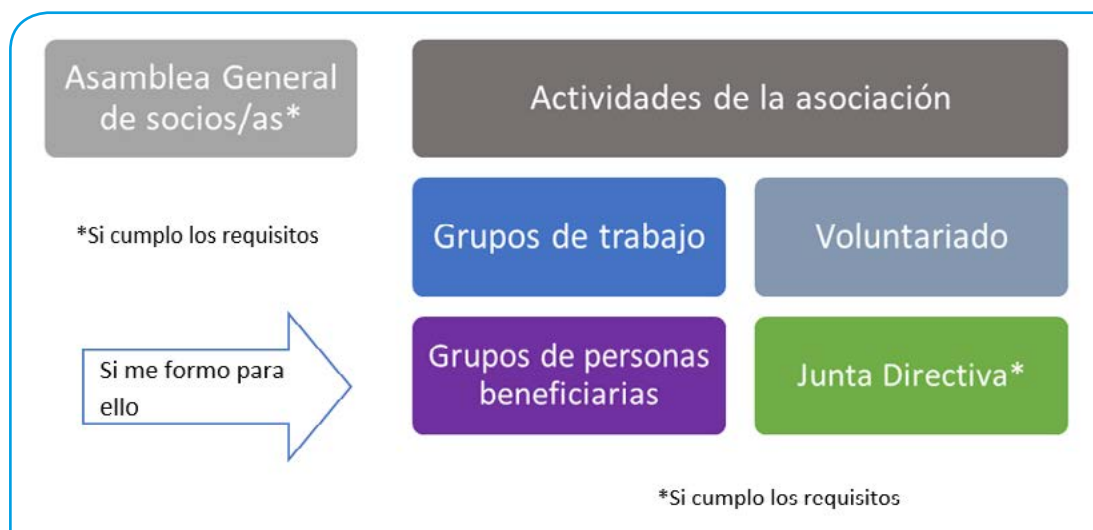 Asamblea General
de socios/as*
Actividades de la asociación
*Si cumplo los requisitos
Grupos de trabajo
Voluntariado
Si me formo para
ello
Grupos de personas
beneficiarias
Junta Directiva*
*Si cumplo los requisitos